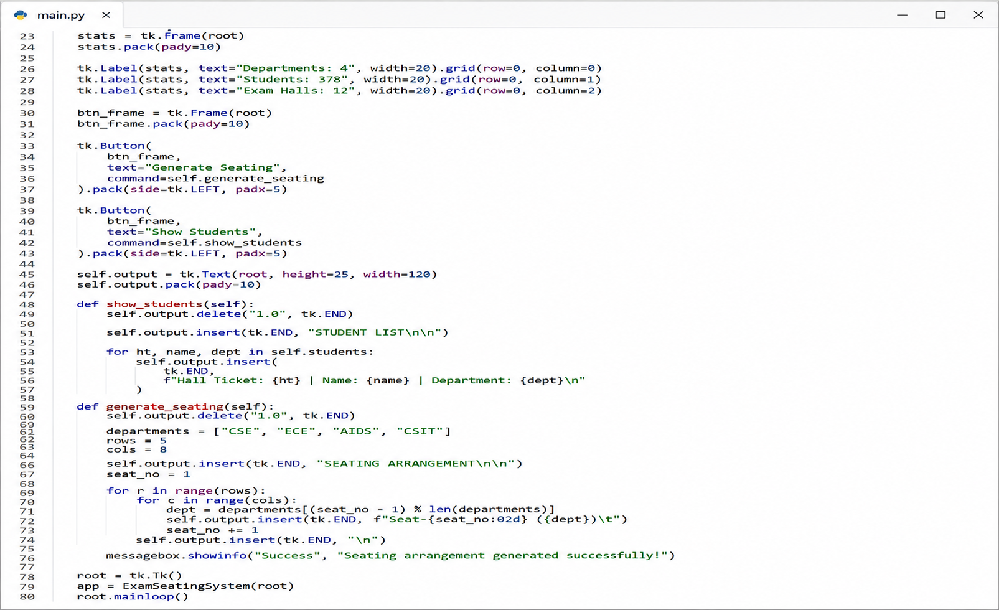 main.py
23 stats = tk.Frame(root)
24 stats.pack(pady=10)
25
26 tk.Label(stats, text="Departments: 4", width=20).grid(row=0, column=0)
27 tk.Label(stats, text="Students: 378", width=20).grid(row=0, column=1)
28 tk.Label(stats, text="Exam Halls: 12", width=20).grid(row=0, column=2)
29
30 btn_frame = tk.Frame(root)
31 btn_frame.pack(pady=10)
32
33 tk.Button(
34     btn_frame,
35     text="Generate Seating",
36     command=self.generate_seating
37 ).pack(side=tk.LEFT, padx=5)
38
39 tk.Button(
40     btn_frame,
41     text="Show Students",
42     command=self.show_students
43 ).pack(side=tk.LEFT, padx=5)
44
45 self.output = tk.Text(root, height=25, width=120)
46 self.output.pack(pady=10)
47
48 def show_students(self):
49     self.output.delete("1.0", tk.END)
50
51     self.output.insert(tk.END, "STUDENT LIST\n\n")
52
53     for ht, name, dept in self.students:
54         self.output.insert(
55             tk.END,
56             f"Hall Ticket: {ht} | Name: {name} | Department: {dept}\n"
57         )
58
59 def generate_seating(self):
60     self.output.delete("1.0", tk.END)
69
61     departments = ["CSE", "ECE", "AIDS", "CSIT"]
62     rows = 5
63     cols = 8
64
66     self.output.insert(tk.END, "SEATING ARRANGEMENT\n\n")
67     seat_no = 1
68
69     for r in range(rows):
70         for c in range(cols):
71             dept = departments[(seat_no - 1) % len(departments)]
72             self.output.insert(tk.END, f"Seat-{seat_no:02d} ({dept})\t")
73             seat_no += 1
74         self.output.insert(tk.END, "\n")
75
76     messagebox.showinfo("Success", "Seating arrangement generated successfully!")
77
78 root = tk.Tk()
79 app = ExamSeatingSystem(root)
80 root.mainloop()